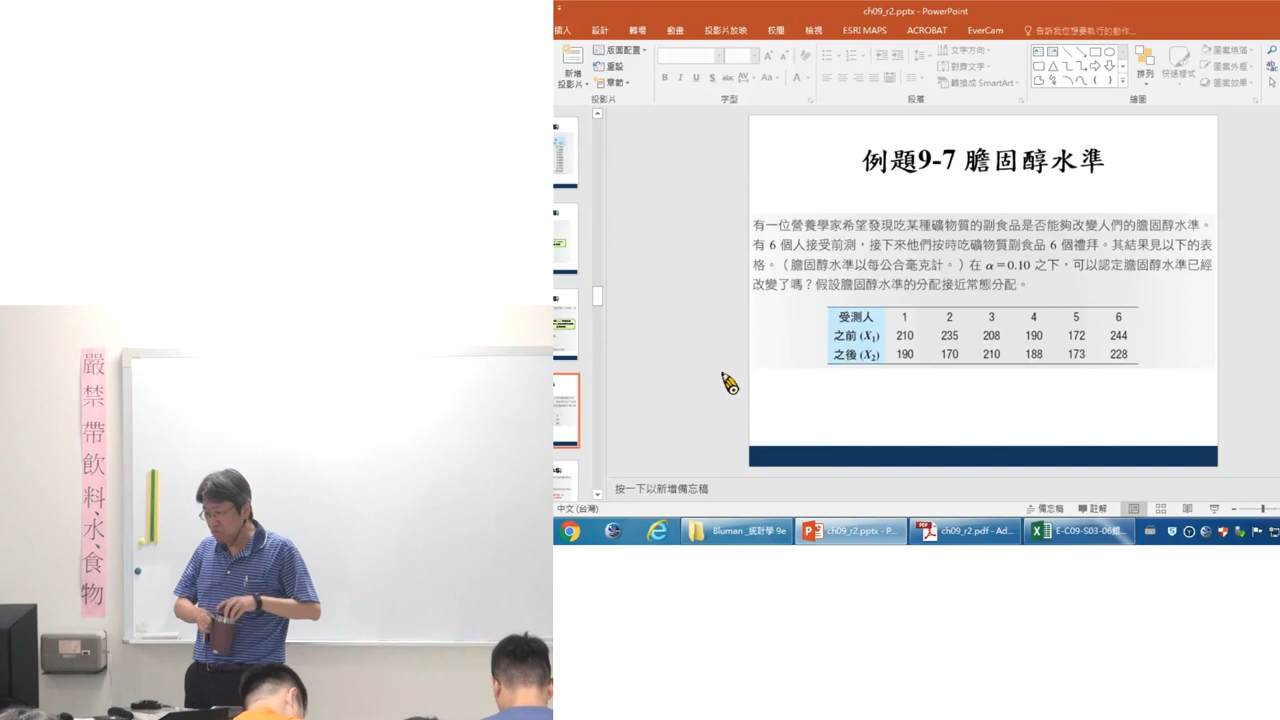 ch09_r2.pptx - PowerPoint
插入 設計 轉場 動畫 投影片放映 校閱 檢視 ESRI MAPS ACROBAT EverCam 告訴我您想要執行的動作...
新增
投影片
版面配置
重設
章節
B I U S abc AV Aa A
文字方向
對齊文字
轉換成 SmartArt
排列
快速樣式
圖案填滿
圖案外框
圖案效果
投影片 字型 段落 繪圖
例題9-7 膽固醇水準
有一位營養學家希望發現吃某種礦物質的副食品是否能夠改變人們的膽固醇水準。
有 6 個人接受前測，接下來他們按時吃礦物質副食品 6 個禮拜。其結果見以下的表
格。（膽固醇水準以每公合毫克計。）在 α＝0.10 之下，可以認定膽固醇水準已經
改變了嗎？假設膽固醇水準的分配接近常態分配。
受測人 1 2 3 4 5 6
之前 (X₁) 210 235 208 190 172 244
之後 (X₂) 190 170 210 188 173 228
按一下以新增備忘稿
中文 (台灣) 備忘稿 註解
Bluman _統計學 9e ch09_r2.pptx - P... ch09_r2.pdf - Ad... E-C09-S03-06銀...
嚴禁帶飲料、水、食物